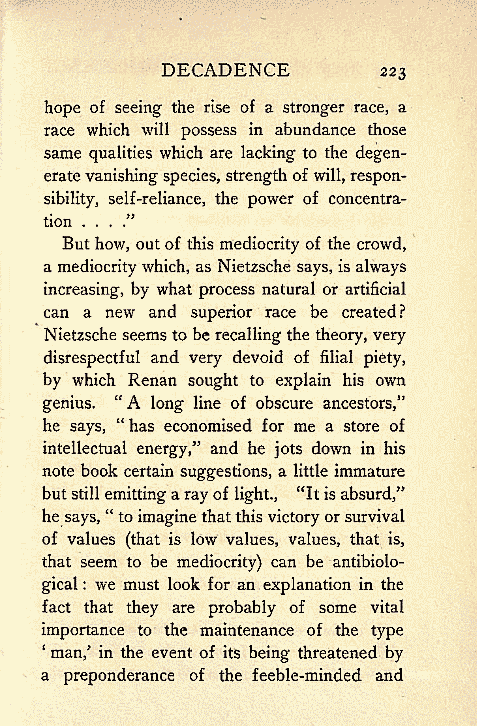 DECADENCE 223
hope of seeing the rise of a stronger race, a
race which will possess in abundance those
same qualities which are lacking to the degen-
erate vanishing species, strength of will, respon-
sibility, self-reliance, the power of concentra-
tion . . . ."
But how, out of this mediocrity of the crowd,
a mediocrity which, as Nietzsche says, is always
increasing, by what process natural or artificial
can a new and superior race be created?
Nietzsche seems to be recalling the theory, very
disrespectful and very devoid of filial piety,
by which Renan sought to explain his own
genius. "A long line of obscure ancestors,"
he says, "has economised for me a store of
intellectual energy," and he jots down in his
note book certain suggestions, a little immature
but still emitting a ray of light., "It is absurd,"
he says, "to imagine that this victory or survival
of values (that is low values, values, that is,
that seem to be mediocrity) can be antibiolo-
gical: we must look for an explanation in the
fact that they are probably of some vital
importance to the maintenance of the type
'man,' in the event of its being threatened by
a preponderance of the feeble-minded and